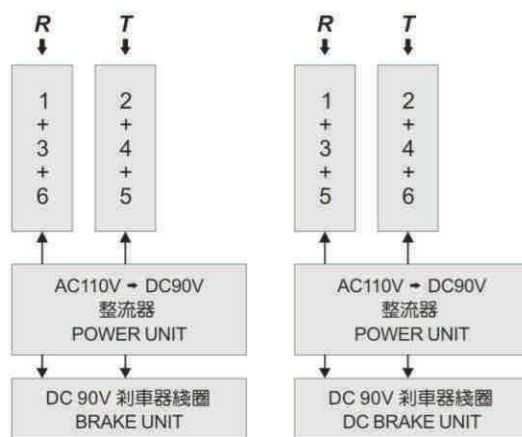 R T
1 + 3 + 6
2 + 4 + 5
AC110V ➡ DC90V
整流器
POWER UNIT
DC 90V 剎車器綫圈
BRAKE UNIT
R T
1 + 3 + 5
2 + 4 + 6
AC110V ➡ DC90V
整流器
POWER UNIT
DC 90V 剎車器綫圈
DC BRAKE UNIT